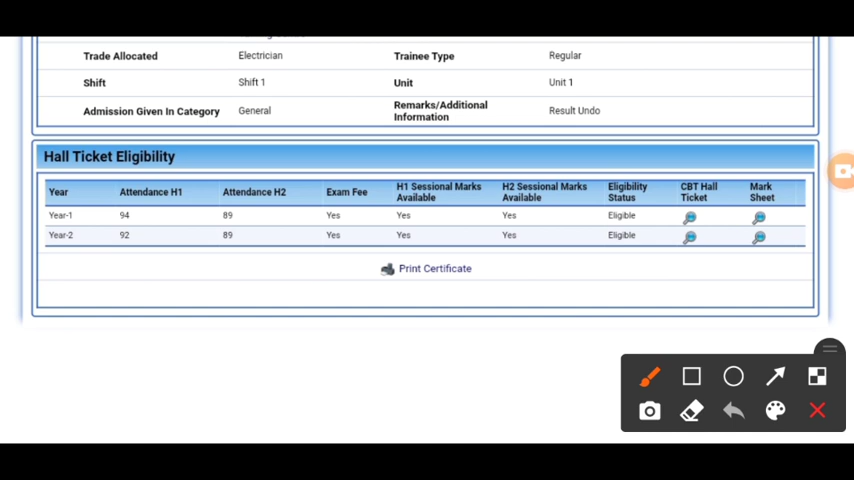 Trade Allocated Electrician Trainee Type Regular
Shift Shift 1 Unit Unit 1
Admission Given In Category General Remarks/Additional Information Result Undo
Hall Ticket Eligibility
Year Attendance H1 Attendance H2 Exam Fee H1 Sessional Marks Available H2 Sessional Marks Available Eligibility Status CBT Hall Ticket Mark Sheet
Year-1 94 89 Yes Yes Yes Eligible
Year-2 92 89 Yes Yes Yes Eligible
Print Certificate